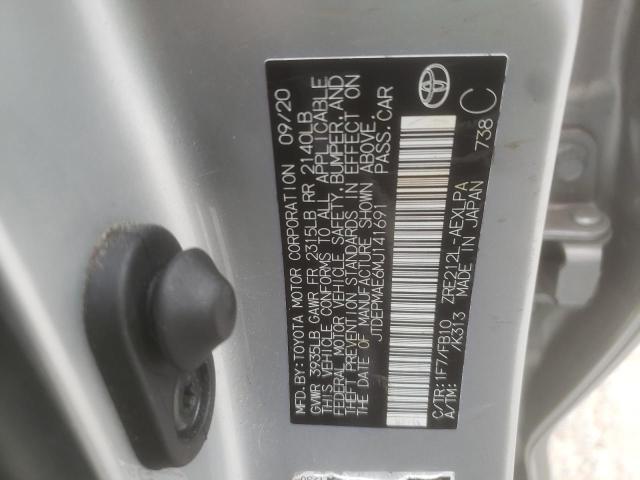 MFD. BY: TOYOTA MOTOR CORPORATION 09/20
GVWR 3935LB GAWR FR 2315LB RR 2140LB
THIS VEHICLE CONFORMS TO ALL APPLICABLE
FEDERAL MOTOR VEHICLE SAFETY, BUMPER, AND
THEFT PREVENTION STANDARDS IN EFFECT ON
THE DATE OF MANUFACTURE SHOWN ABOVE.
JTDEPMAE6MJ141691 PASS. CAR
C/TR: 1F7/FB10 ZRE212L-AEXLPA
A/TM: /K313 MADE IN JAPAN
738 C